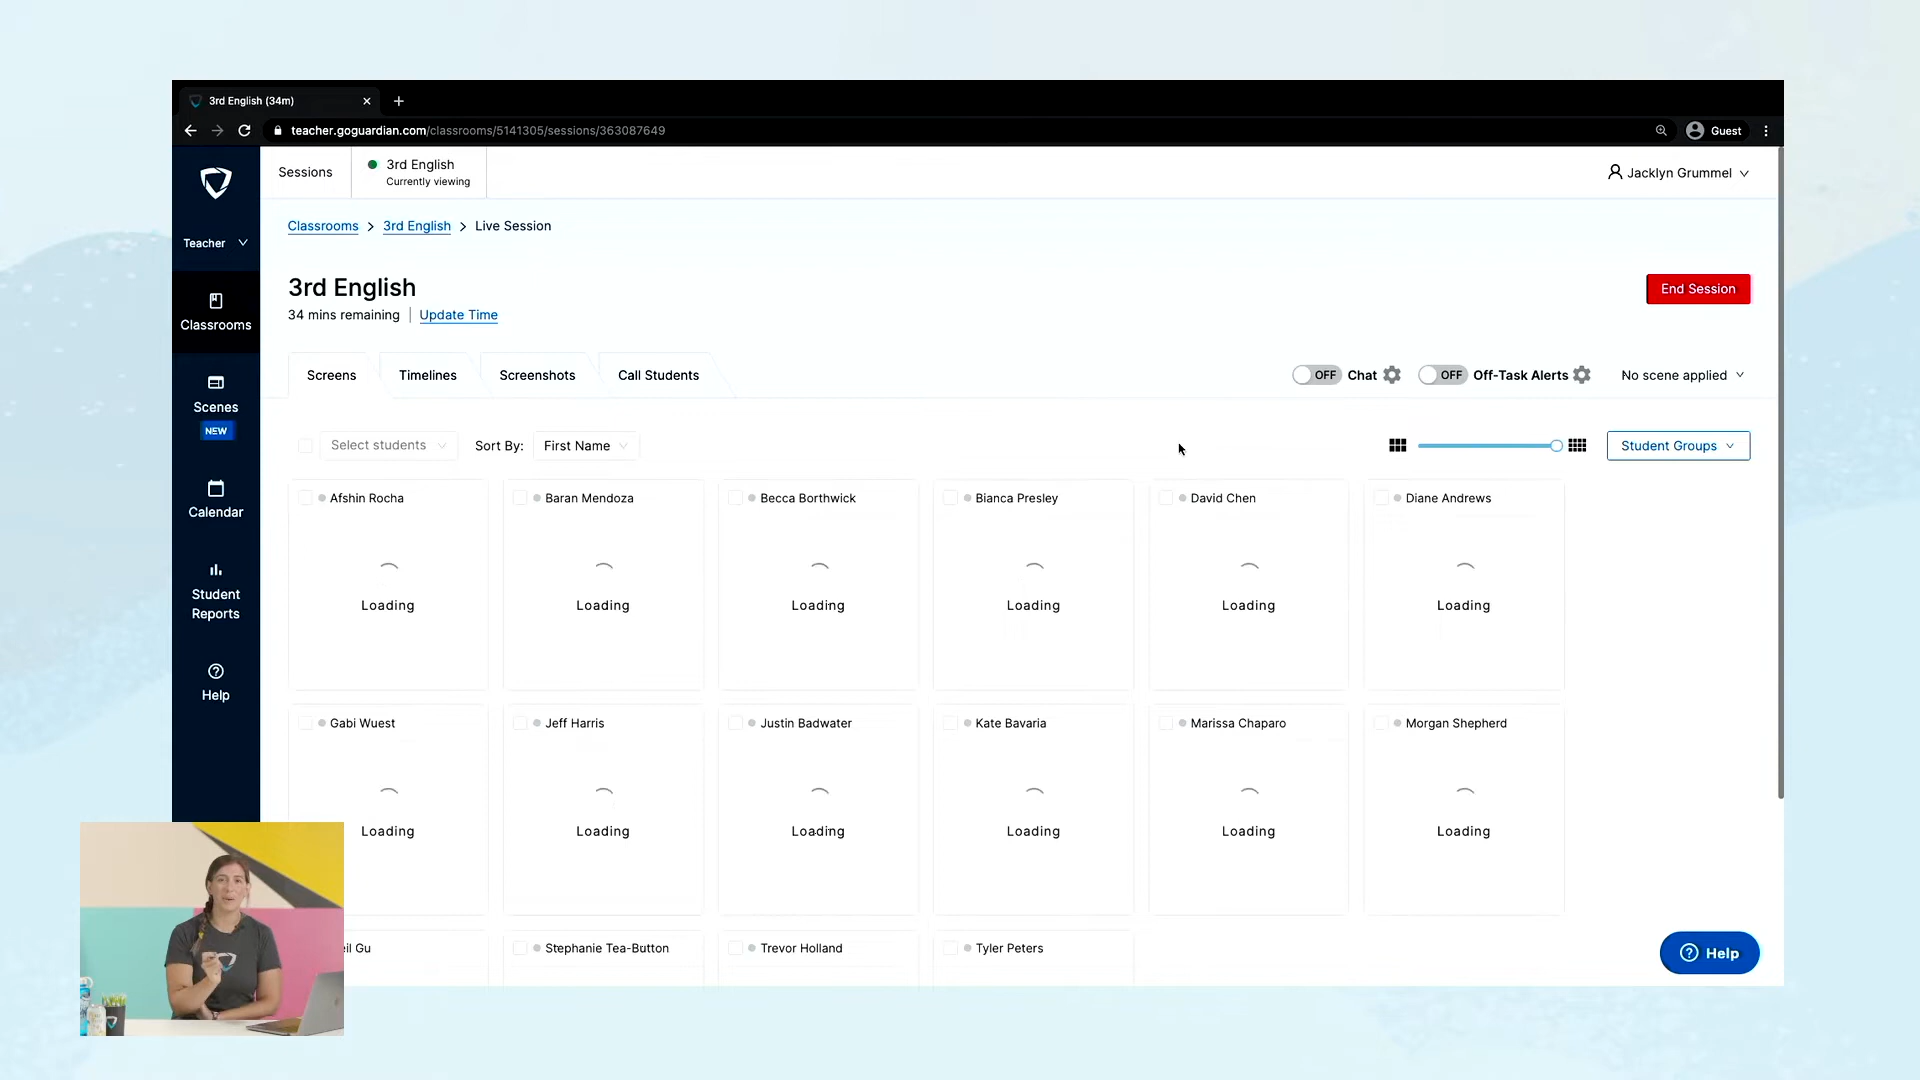 3rd English (34m)
teacher.goguardian.com/classrooms/5141305/sessions/363087649
Guest
Sessions
3rd English
Currently viewing
Jacklyn Grummel
Teacher
Classrooms > 3rd English > Live Session
3rd English
End Session
34 mins remaining | Update Time
Classrooms
Scenes
NEW
Calendar
Student
Reports
Help
Screens
Timelines
Screenshots
Call Students
OFF Chat
OFF Off-Task Alerts
No scene applied
Select students
Sort By: First Name
Student Groups
Afshin Rocha
Baran Mendoza
Becca Borthwick
Bianca Presley
David Chen
Diane Andrews
Loading
Loading
Loading
Loading
Loading
Loading
Gabi Wuest
Jeff Harris
Justin Badwater
Kate Bavaria
Marissa Chaparo
Morgan Shepherd
Loading
Loading
Loading
Loading
Loading
Loading
Gu
Stephanie Tea-Button
Trevor Holland
Tyler Peters
Help